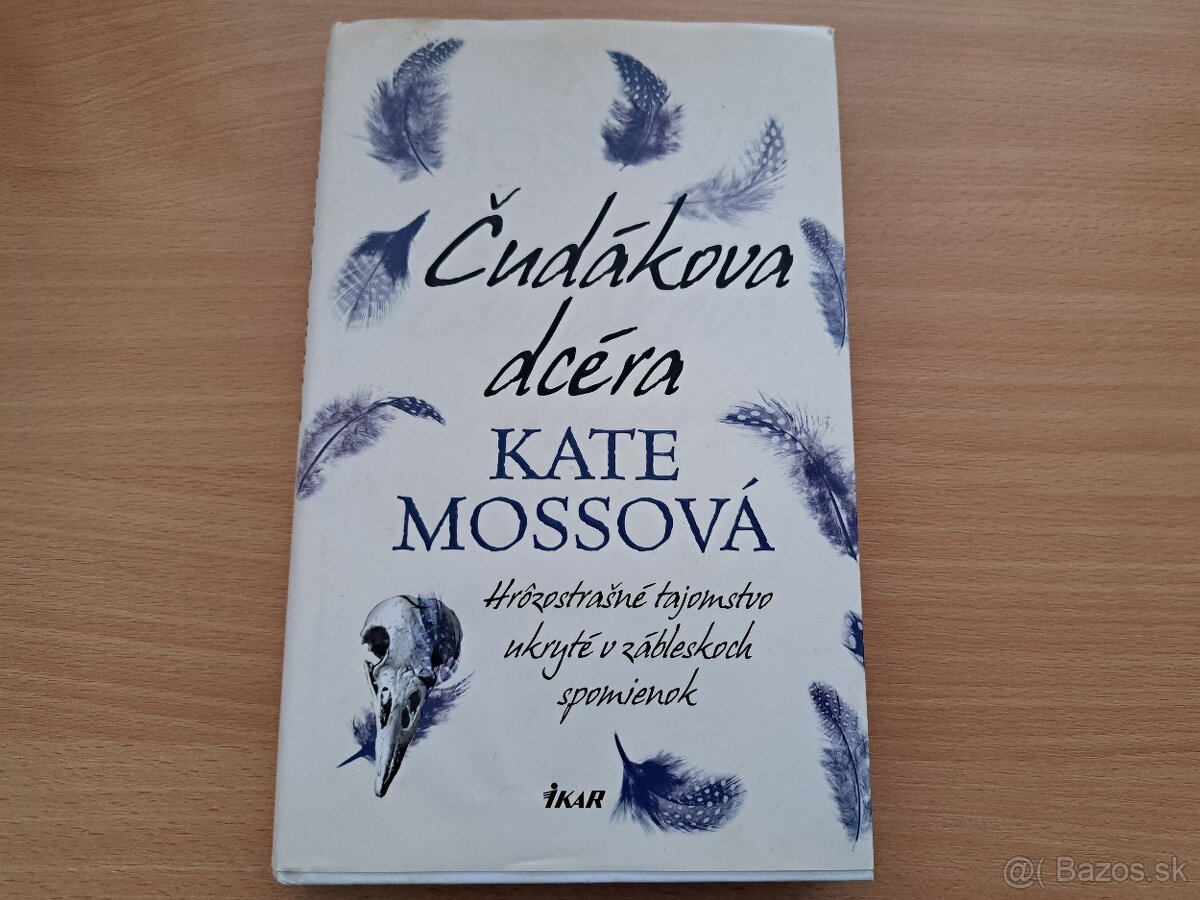 Čudákova
dcéra
KATE
MOSSOVÁ
Hrôzostrašné tajomstvo
ukryté v zábleskoch
spomienok
IKAR
@( Bazos.sk